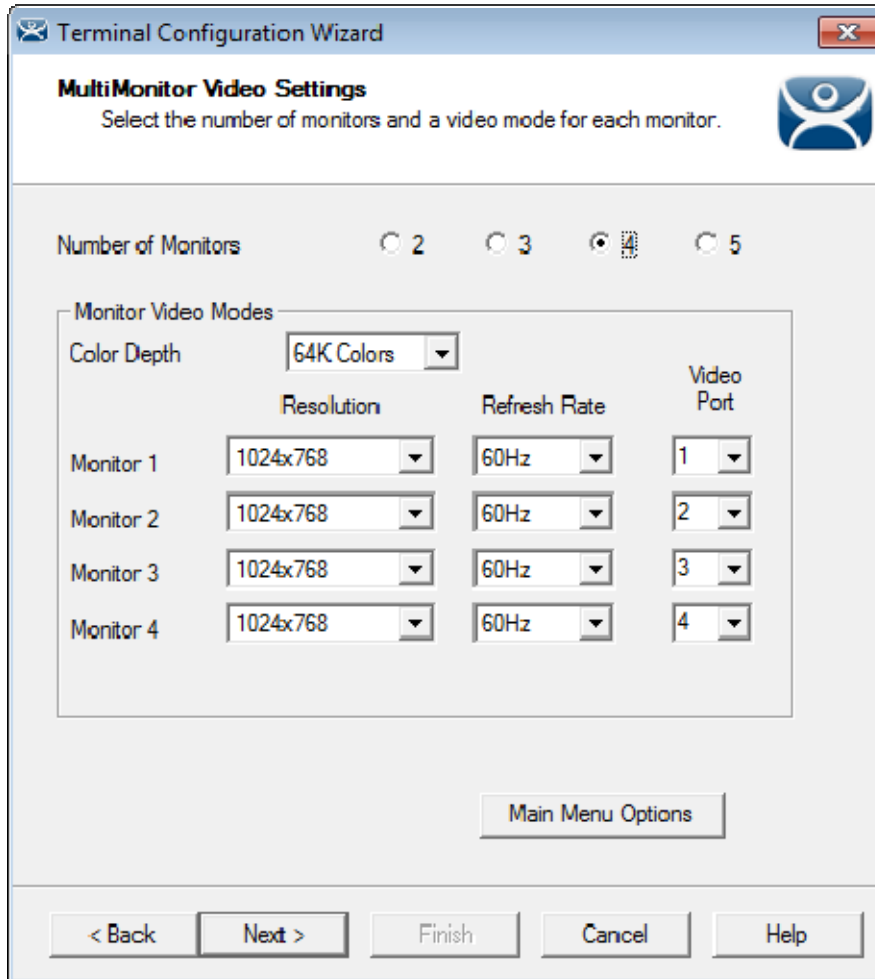 Terminal Configuration Wizard
MultiMonitor Video Settings
Select the number of monitors and a video mode for each monitor.
Number of Monitors 2 3 4 5
Monitor Video Modes
Color Depth 64K Colors
Resolution Refresh Rate Video Port
Monitor 1 1024x768 60Hz 1
Monitor 2 1024x768 60Hz 2
Monitor 3 1024x768 60Hz 3
Monitor 4 1024x768 60Hz 4
Main Menu Options
< Back Next > Finish Cancel Help